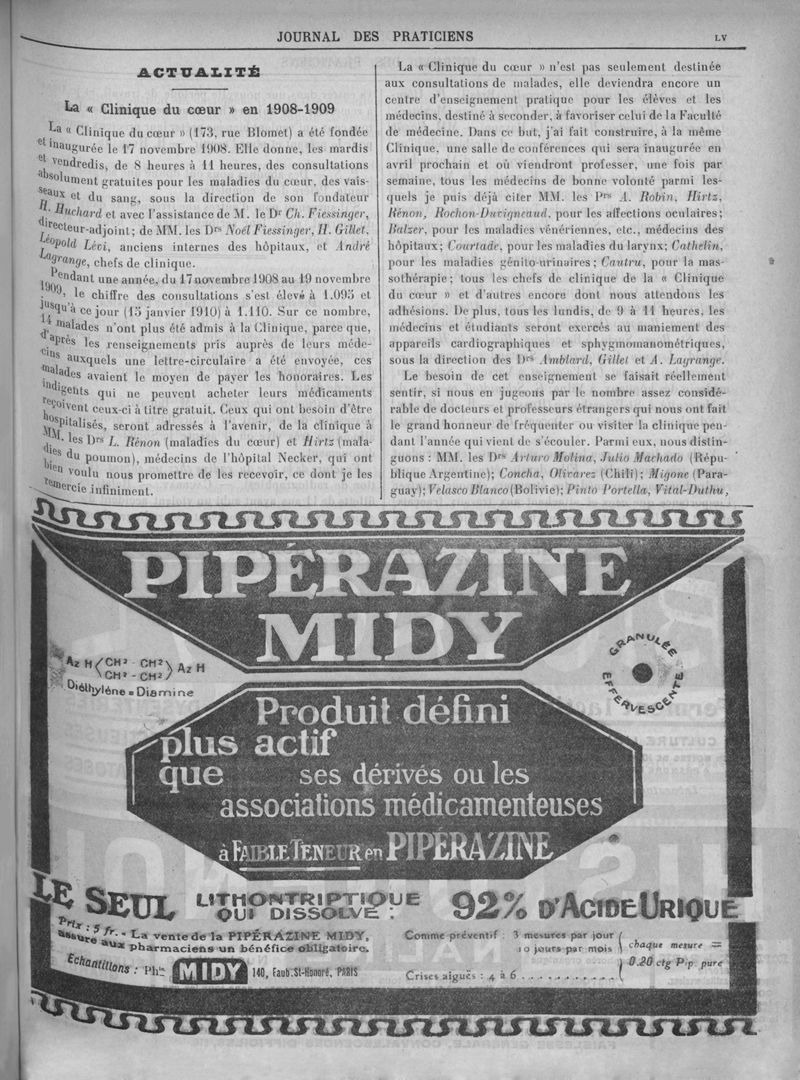 JOURNAL DES PRATICIENS
LV
ACTUALITÉ
La « Clinique du cœur » en 1908-1909
La « Clinique du cœur » (173, rue Blomet) a été fondée
et inaugurée le 17 novembre 1908. Elle donne, les mardis
et vendredis, de 8 heures à 11 heures, des consultations
absolument gratuites pour les maladies du cœur, des vais-
seaux et du sang, sous la direction de son fondateur
H. Huchard et avec l'assistance de M. le Dr Ch. Fiessinger,
directeur-adjoint; de MM. les Drs Noël Fiessinger, H. Gillet,
Léopold Lévi, anciens internes des hôpitaux, et André
Lagrange, chefs de clinique.
Pendant une année, du 17 novembre 1908 au 19 novembre
1909, le chiffre des consultations s'est élevé à 1.095 et
jusqu'à ce jour (15 janvier 1910) à 1.110. Sur ce nombre,
14 malades n'ont plus été admis à la Clinique, parce que,
d'après les renseignements pris auprès de leurs méde-
cins auxquels une lettre-circulaire a été envoyée, ces
malades avaient le moyen de payer les honoraires. Les
indigents qui ne peuvent acheter leurs médicaments
reçoivent ceux-ci à titre gratuit. Ceux qui ont besoin d'être
hospitalisés, seront adressés à l'avenir, de la clinique à
MM. les Drs L. Rénon (maladies du cœur) et Hirtz (mala-
dies du poumon), médecins de l'hôpital Necker, qui ont
bien voulu nous promettre de les recevoir, ce dont je les
remercie infiniment.
La « Clinique du cœur » n'est pas seulement destinée
aux consultations de malades, elle deviendra encore un
centre d'enseignement pratique pour les élèves et les
médecins, destiné à seconder, à favoriser celui de la Faculté
de médecine. Dans ce but, j'ai fait construire, à la même
Clinique, une salle de conférences qui sera inaugurée en
avril prochain et où viendront professer, une fois par
semaine, tous les médecins de bonne volonté parmi les-
quels je puis déjà citer MM. les Prs A. Robin, Hirtz,
Rénon, Rochon-Duvigneaud, pour les affections oculaires;
Balzer, pour les maladies vénériennes, etc., médecins des
hôpitaux; Courtade, pour les maladies du larynx; Cathelin,
pour les maladies génito-urinaires; Cautru, pour la mas-
sothérapie; tous les chefs de clinique de la « Clinique
du cœur » et d'autres encore dont nous attendons les
adhésions. De plus, tous les lundis, de 9 à 11 heures, les
médecins et étudiants seront exercés au maniement des
appareils cardiographiques et sphygmomanométriques,
sous la direction des Drs Amblard, Gillet et A. Lagrange.
Le besoin de cet enseignement se faisait réellement
sentir, si nous en jugeons par le nombre assez considé-
rable de docteurs et professeurs étrangers qui nous ont fait
le grand honneur de fréquenter ou visiter la clinique pen-
dant l'année qui vient de s'écouler. Parmi eux, nous distin-
guons : MM. les Drs Arturo Molina, Julio Machado (Répu-
blique Argentine); Concha, Olivarez (Chili); Migone (Para-
guay); Velasco Blanco (Bolivie); Pinto Portella, Vital-Duthu,
PIPÉRAZINE
MIDY
Az H CH² - CH² Az H
CH² - CH²
Diéthylène=Diamine
GRANULÉE
EFFERVESCENTE
Produit défini
plus actif
que ses dérivés ou les
associations médicamenteuses
à FAIBLE TENEUR en PIPÉRAZINE
LE SEUL LITHONTRIPTIQUE QUI DISSOLVE : 92% D'ACIDE URIQUE
Prix : 5 fr. - La vente de la PIPÉRAZINE MIDY,
assure aux pharmaciens un bénéfice obligatoire.
Echantillons : Phie MIDY 140, Faub. St-Honoré, PARIS
Comme préventif : 3 mesures par jour
10 jours par mois
Crises aiguës : 4 à 6 ............
chaque mesure =
0.20 ctg Pip pure